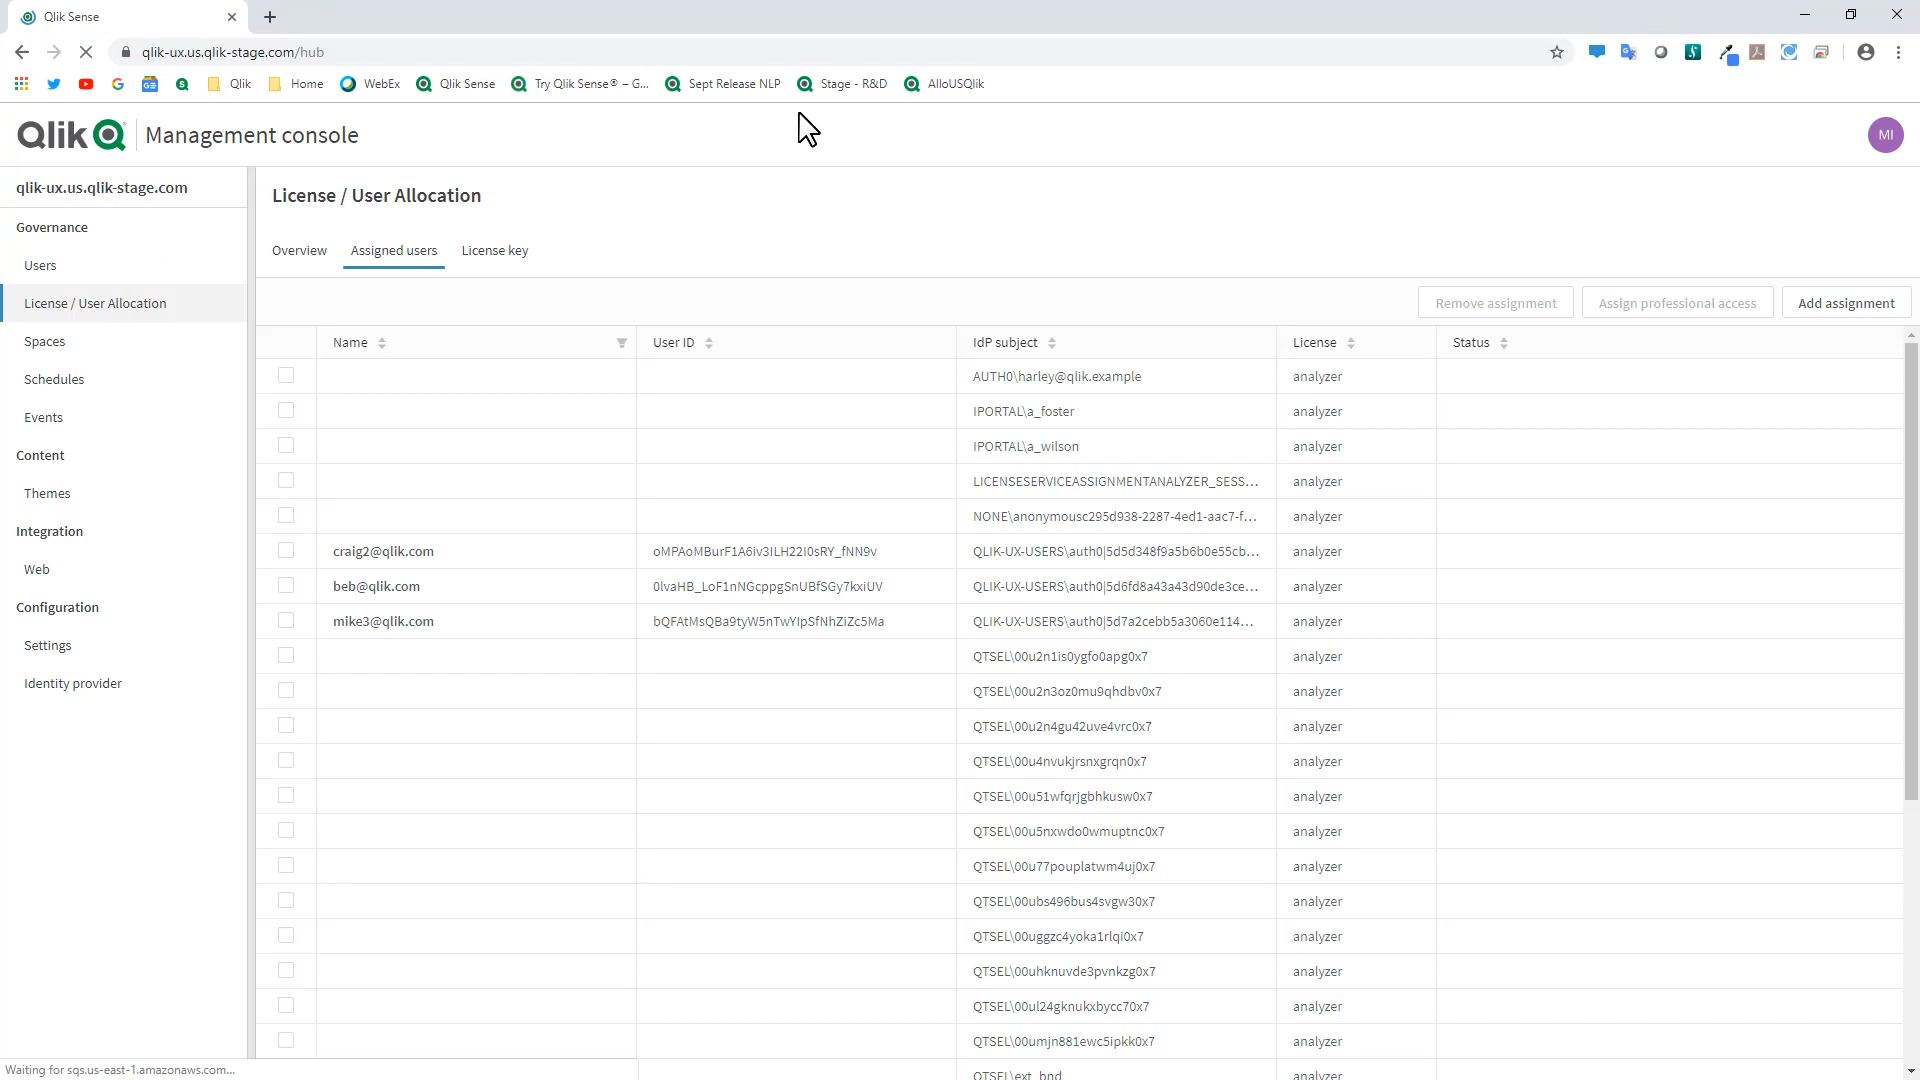 Qlik Sense
qlik-ux.us.qlik-stage.com/hub
Qlik
Home
WebEx
Qlik Sense
Try Qlik Sense® – G...
Sept Release NLP
Stage - R&D
AlloUSQlik
Qlik Management console
MI
qlik-ux.us.qlik-stage.com
Governance
Users
License / User Allocation
Spaces
Schedules
Events
Content
Themes
Integration
Web
Configuration
Settings
Identity provider
License / User Allocation
Overview Assigned users License key
Remove assignment Assign professional access Add assignment
Name User ID IdP subject License Status
AUTH0\harley@qlik.example analyzer
IPORTAL\a_foster analyzer
IPORTAL\a_wilson analyzer
LICENSESERVICEASSIGNMENTANALYZER_SESS... analyzer
NONE\anonymousc295d938-2287-4ed1-aac7-f... analyzer
craig2@qlik.com oMPAoMBurF1A6iv3ILH22I0sRY_fNN9v QLIK-UX-USERS\auth0|5d5d348f9a5b6b0e55cb... analyzer
beb@qlik.com 0lvaHB_LoF1nNGcppgSnUBfSGy7kxiUV QLIK-UX-USERS\auth0|5d6fd8a43a43d90de3ce... analyzer
mike3@qlik.com bQFAtMsQBa9tyW5nTwYIpSfNhZiZc5Ma QLIK-UX-USERS\auth0|5d7a2cebb5a3060e114... analyzer
QTSEL\00u2n1is0ygfo0apg0x7 analyzer
QTSEL\00u2n3oz0mu9qhdbv0x7 analyzer
QTSEL\00u2n4gu42uve4vrc0x7 analyzer
QTSEL\00u4nvukjrsnxgrqn0x7 analyzer
QTSEL\00u51wfqrjgbhkusw0x7 analyzer
QTSEL\00u5nxwdo0wmuptnc0x7 analyzer
QTSEL\00u77pouplatwm4uj0x7 analyzer
QTSEL\00ubs496bus4svgw30x7 analyzer
QTSEL\00uggzc4yoka1rlqi0x7 analyzer
QTSEL\00uhknuvde3pvnkzg0x7 analyzer
QTSEL\00ul24gknukxbycc70x7 analyzer
QTSEL\00umjn881ewc5ipkk0x7 analyzer
QTSEL\ext_bnd analyzer
Waiting for sqs.us-east-1.amazonaws.com...